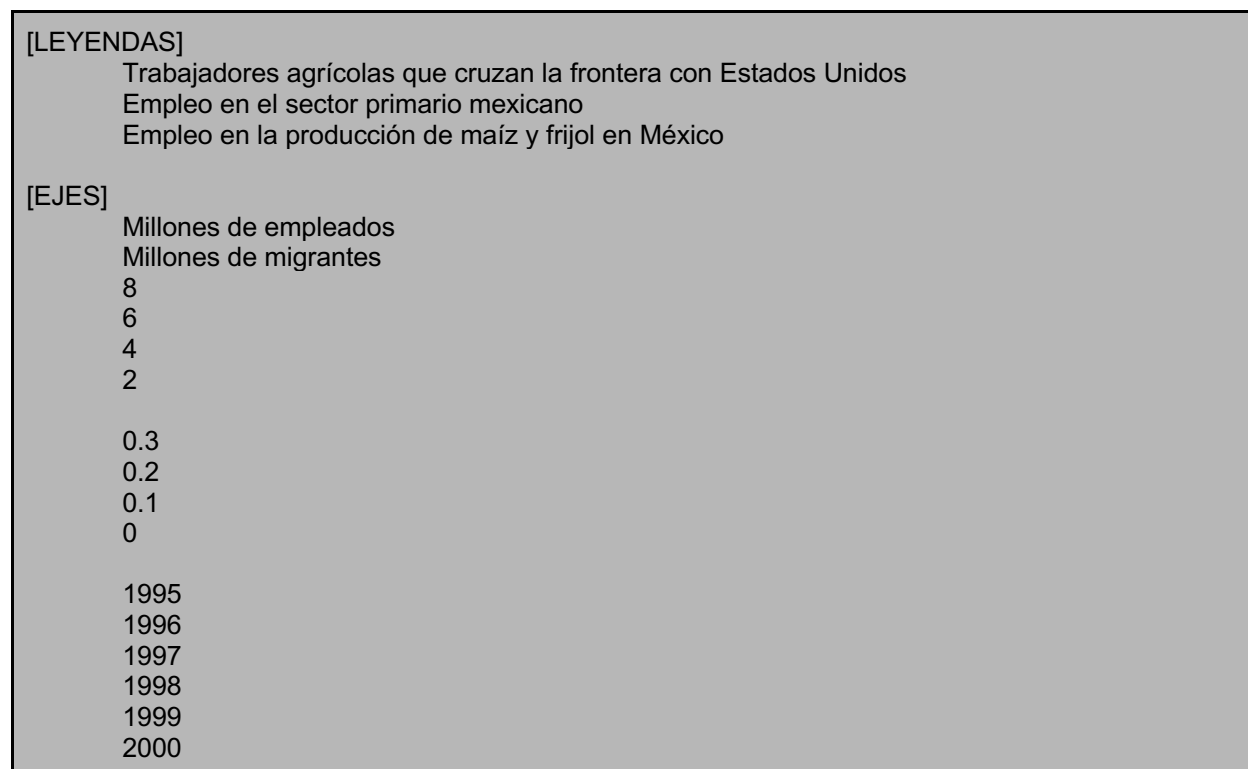 [LEYENDAS]
Trabajadores agrícolas que cruzan la frontera con Estados Unidos
Empleo en el sector primario mexicano
Empleo en la producción de maíz y frijol en México
[EJES]
Millones de empleados
Millones de migrantes
8
6
4
2
0.3
0.2
0.1
0
1995
1996
1997
1998
1999
2000